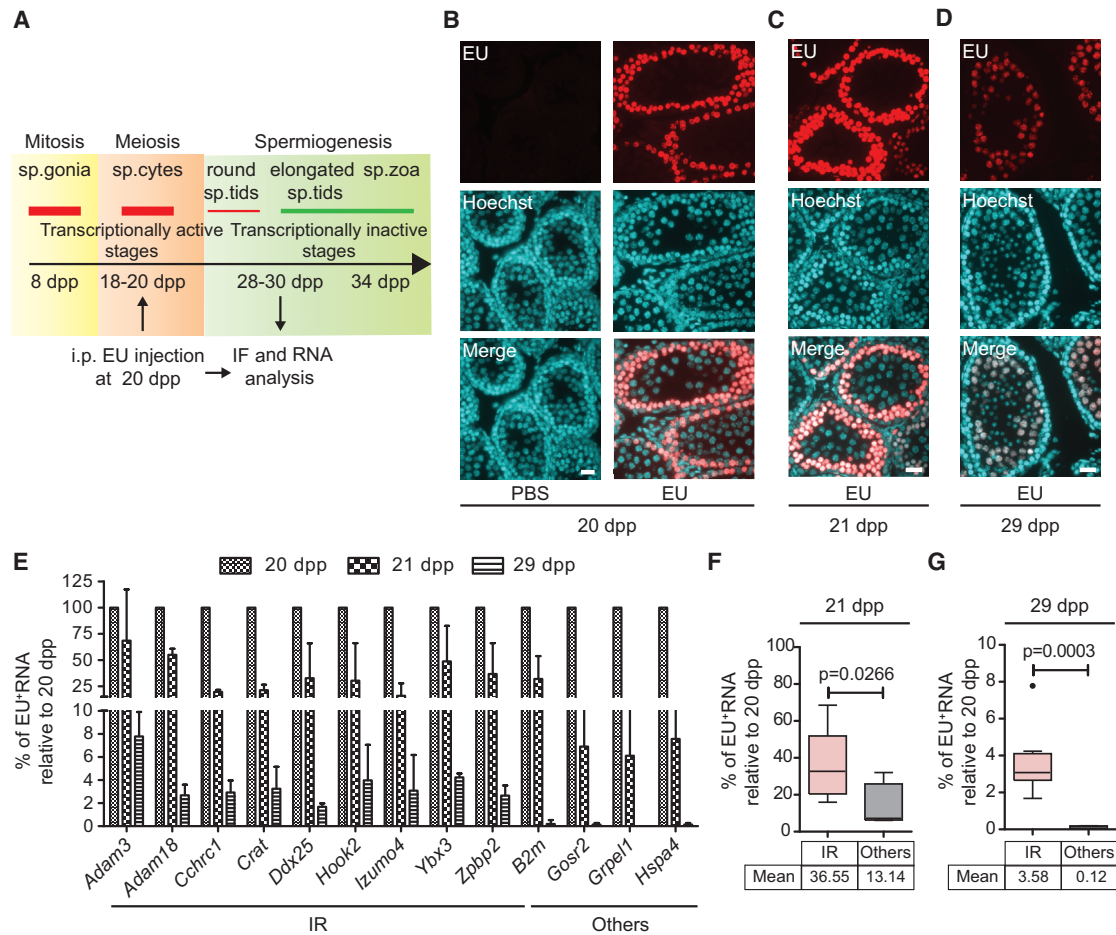 A
Mitosis Meiosis Spermiogenesis
sp.gonia sp.cytes round elongated sp.zoa
sp.tids sp.tids
Transcriptionally active Transcriptionally inactive
stages stages
8 dpp 18-20 dpp 28-30 dpp 34 dpp
i.p. EU injection IF and RNA
at 20 dpp analysis
B
EU
Hoechst
Merge
PBS EU
20 dpp
C
EU
Hoechst
Merge
EU
21 dpp
D
EU
Hoechst
Merge
EU
29 dpp
E
20 dpp 21 dpp 29 dpp
% of EU⁺RNA
relative to 20 dpp
125
100
75
50
25
10
8
6
4
2
0
Adam3 Adam18 Cchrc1 Crat Ddx25 Hook2 Izumo4 Ybx3 Zpbp2 B2m Gosr2 Grpel1 Hspa4
IR Others
F
21 dpp
p=0.0266
% of EU⁺RNA
relative to 20 dpp
100
80
60
40
20
0
IR Others
Mean 36.55 13.14
G
29 dpp
p=0.0003
% of EU⁺RNA
relative to 20 dpp
10
8
6
4
2
0
IR Others
Mean 3.58 0.12